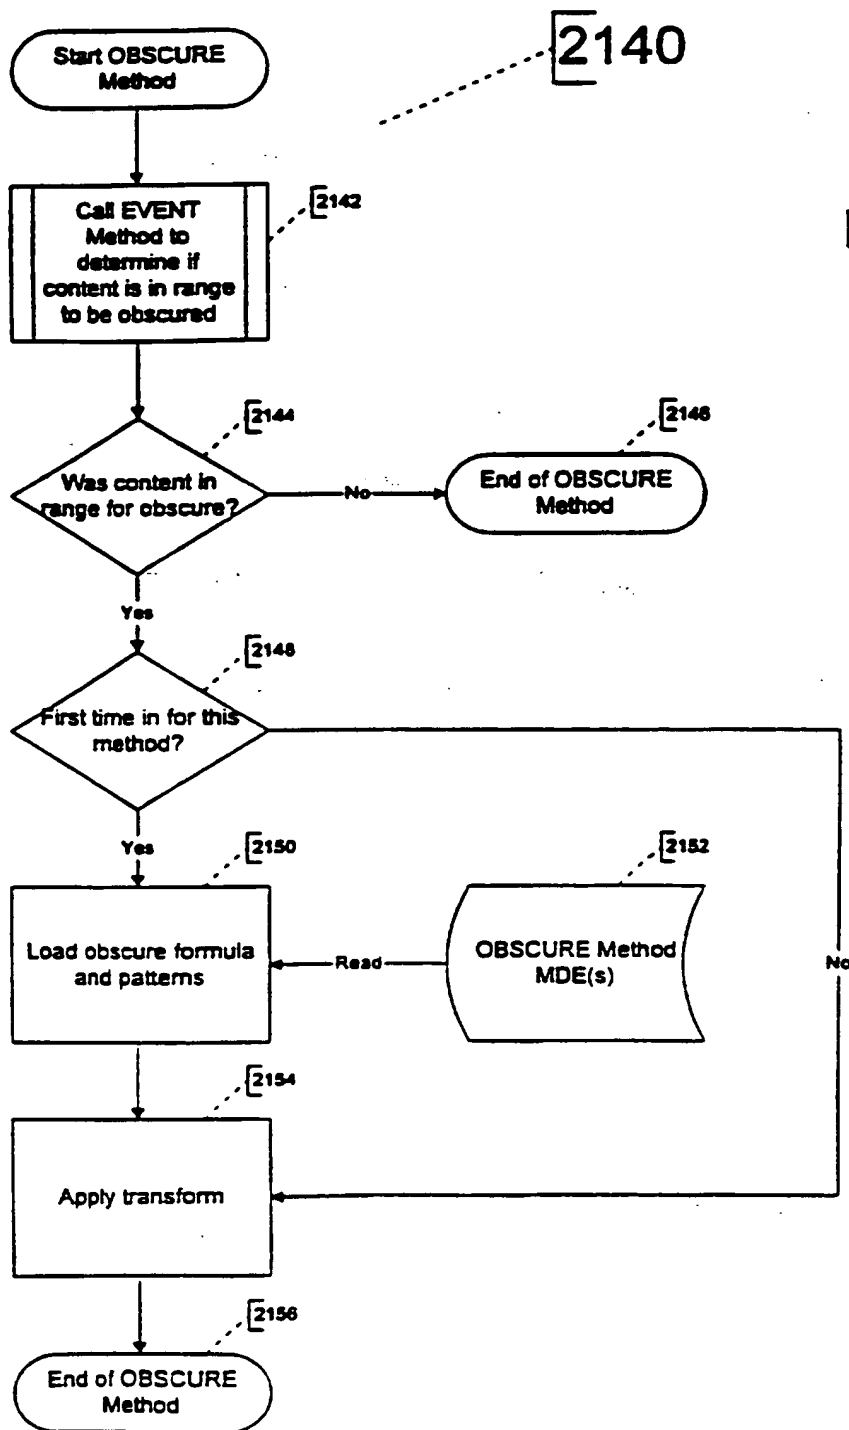 2140
Start OBSCURE
Method
2142
Call EVENT
Method to
determine if
content is in range
to be obscured
2144
2146
Was content in
range for obscure?
No
End of OBSCURE
Method
Yes
2148
First time in for this
method?
Yes
2150
2152
Load obscure formula
and patterns
Read
OBSCURE Method
MDE(s)
No
2154
Apply transform
2156
End of OBSCURE
Method